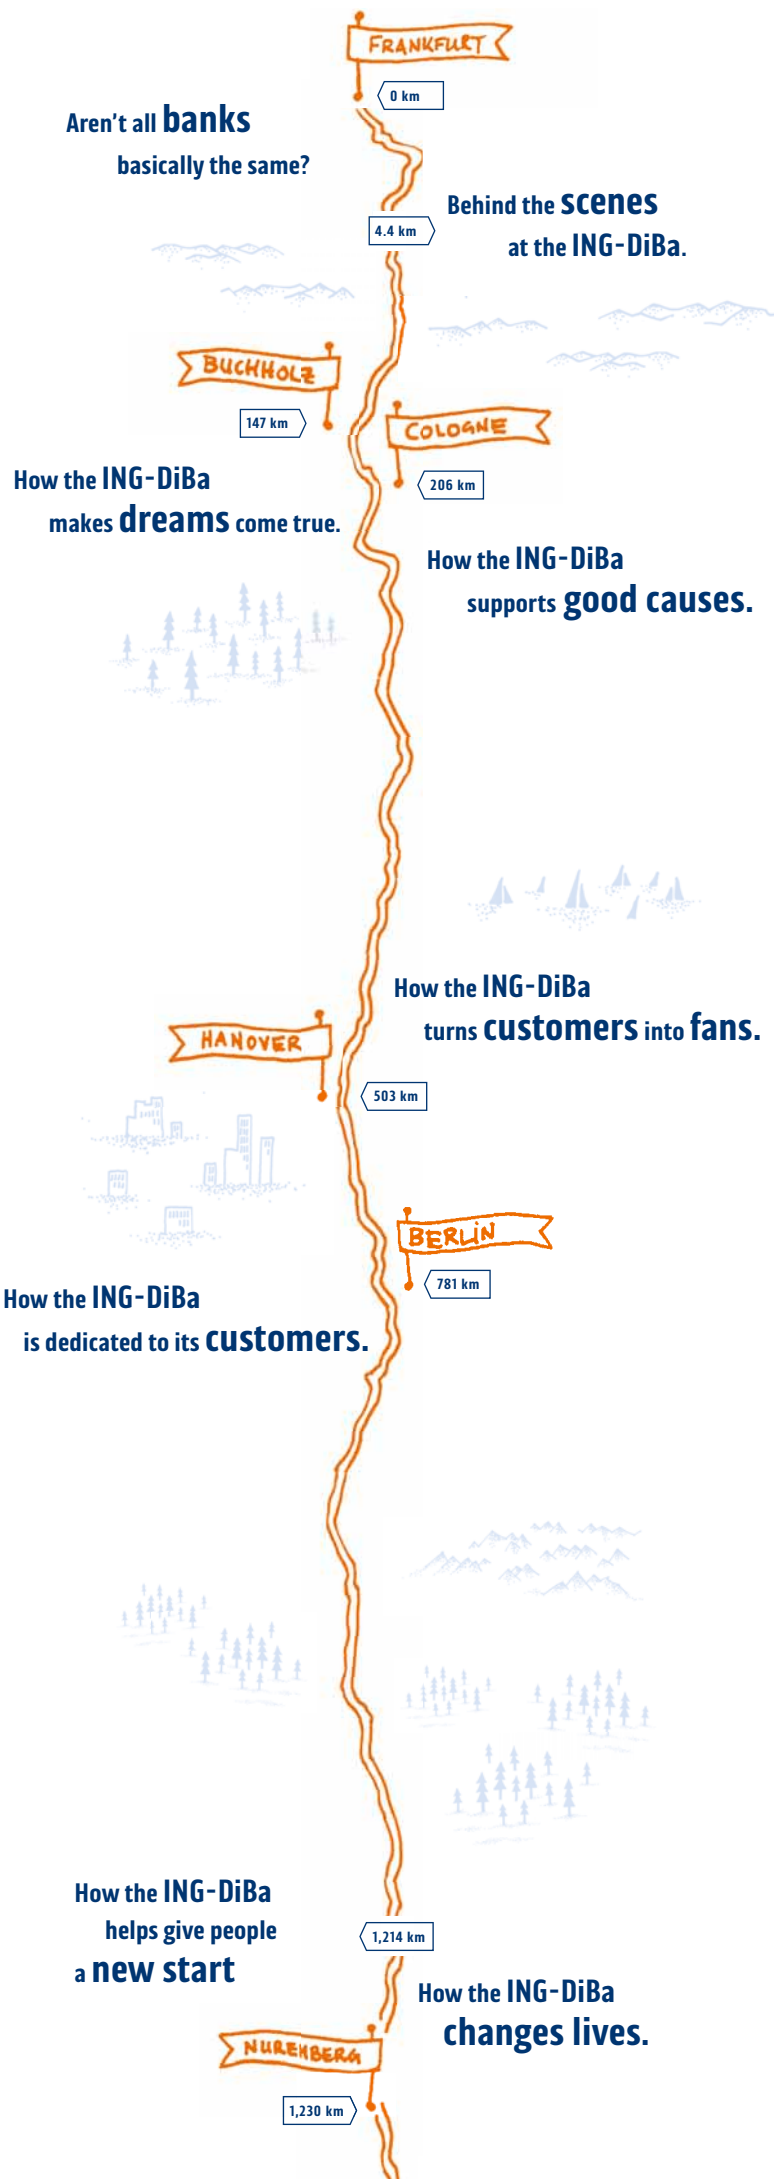 FRANKFURT
0 km
Aren't all banks
basically the same?
Behind the scenes
at the ING-DiBa.
4.4 km
BUCHHOLZ
147 km
COLOGNE
206 km
How the ING-DiBa
makes dreams come true.
How the ING-DiBa
supports good causes.
How the ING-DiBa
turns customers into fans.
HANOVER
503 km
BERLIN
781 km
How the ING-DiBa
is dedicated to its customers.
How the ING-DiBa
helps give people
a new start
1,214 km
How the ING-DiBa
changes lives.
NUREMBERG
1,230 km